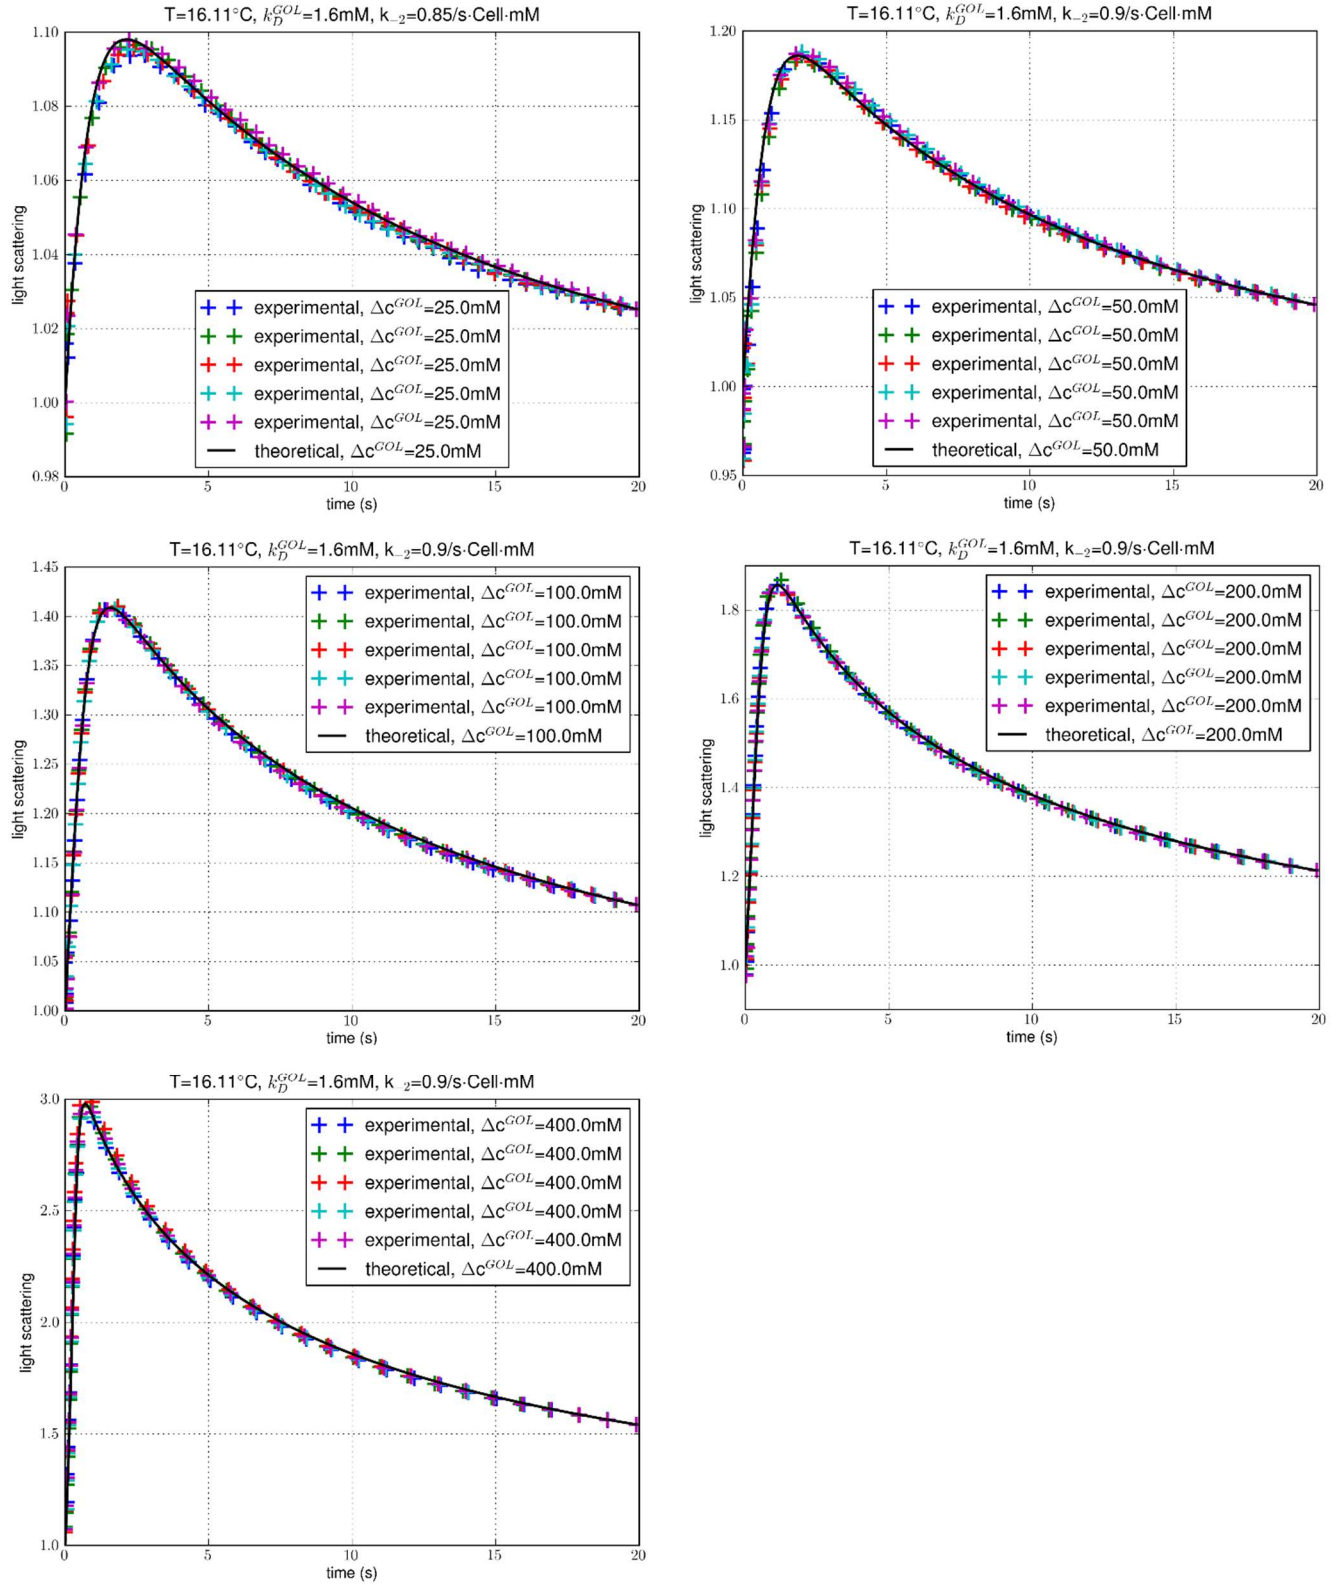 T=16.11°C, k_D^GOL=1.6mM, k₋₂=0.85/s·Cell·mM
1.10
1.08
1.06
1.04
1.02
1.00
0.98
light scattering
experimental, Δc^GOL=25.0mM
experimental, Δc^GOL=25.0mM
experimental, Δc^GOL=25.0mM
experimental, Δc^GOL=25.0mM
experimental, Δc^GOL=25.0mM
theoretical, Δc^GOL=25.0mM
0 5 10 15 20
time (s)
T=16.11°C, k_D^GOL=1.6mM, k₋₂=0.9/s·Cell·mM
1.20
1.15
1.10
1.05
1.00
0.95
light scattering
experimental, Δc^GOL=50.0mM
experimental, Δc^GOL=50.0mM
experimental, Δc^GOL=50.0mM
experimental, Δc^GOL=50.0mM
experimental, Δc^GOL=50.0mM
theoretical, Δc^GOL=50.0mM
0 5 10 15 20
time (s)
T=16.11°C, k_D^GOL=1.6mM, k₋₂=0.9/s·Cell·mM
1.45
1.40
1.35
1.30
1.25
1.20
1.15
1.10
1.05
1.00
light scattering
experimental, Δc^GOL=100.0mM
experimental, Δc^GOL=100.0mM
experimental, Δc^GOL=100.0mM
experimental, Δc^GOL=100.0mM
experimental, Δc^GOL=100.0mM
theoretical, Δc^GOL=100.0mM
0 5 10 15 20
time (s)
T=16.11°C, k_D^GOL=1.6mM, k₋₂=0.9/s·Cell·mM
1.8
1.6
1.4
1.2
1.0
light scattering
experimental, Δc^GOL=200.0mM
experimental, Δc^GOL=200.0mM
experimental, Δc^GOL=200.0mM
experimental, Δc^GOL=200.0mM
experimental, Δc^GOL=200.0mM
theoretical, Δc^GOL=200.0mM
0 5 10 15 20
time (s)
T=16.11°C, k_D^GOL=1.6mM, k₋₂=0.9/s·Cell·mM
3.0
2.5
2.0
1.5
1.0
light scattering
experimental, Δc^GOL=400.0mM
experimental, Δc^GOL=400.0mM
experimental, Δc^GOL=400.0mM
experimental, Δc^GOL=400.0mM
experimental, Δc^GOL=400.0mM
theoretical, Δc^GOL=400.0mM
0 5 10 15 20
time (s)